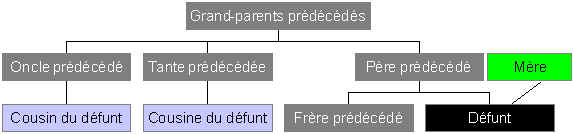 Grand-parents prédécédés
Oncle prédécédé
Tante prédécédée
Père prédécédé
Mère
Cousin du défunt
Cousine du défunt
Frère prédécédé
Défunt